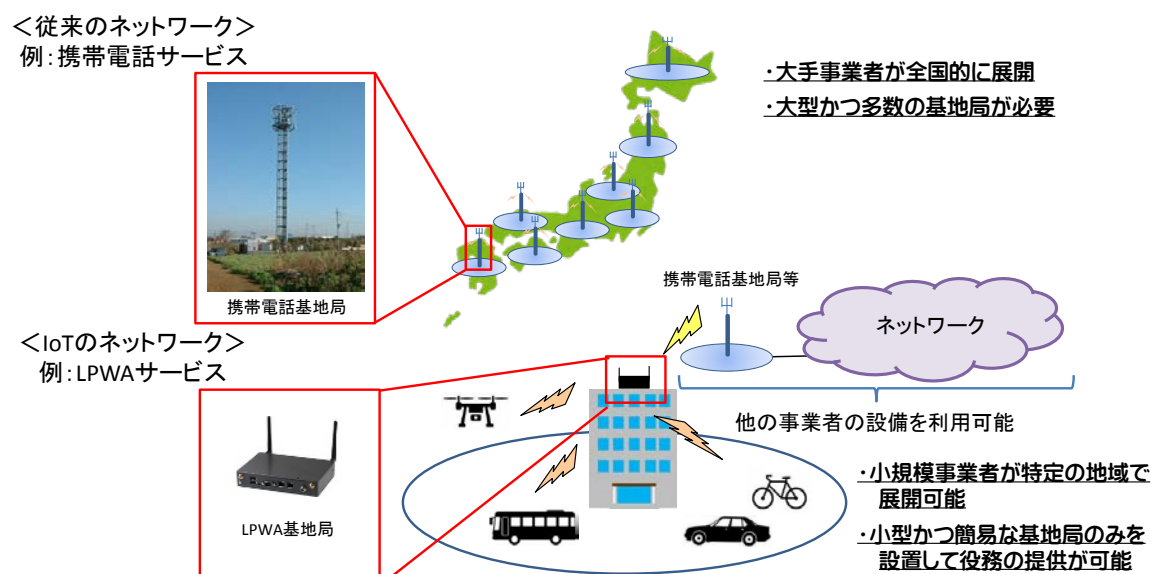 ＜従来のネットワーク＞
例：携帯電話サービス
携帯電話基地局
・大手事業者が全国的に展開
・大型かつ多数の基地局が必要
＜IoTのネットワーク＞
例：LPWAサービス
LPWA基地局
携帯電話基地局等
ネットワーク
他の事業者の設備を利用可能
・小規模事業者が特定の地域で
展開可能
・小型かつ簡易な基地局のみを
設置して役務の提供が可能